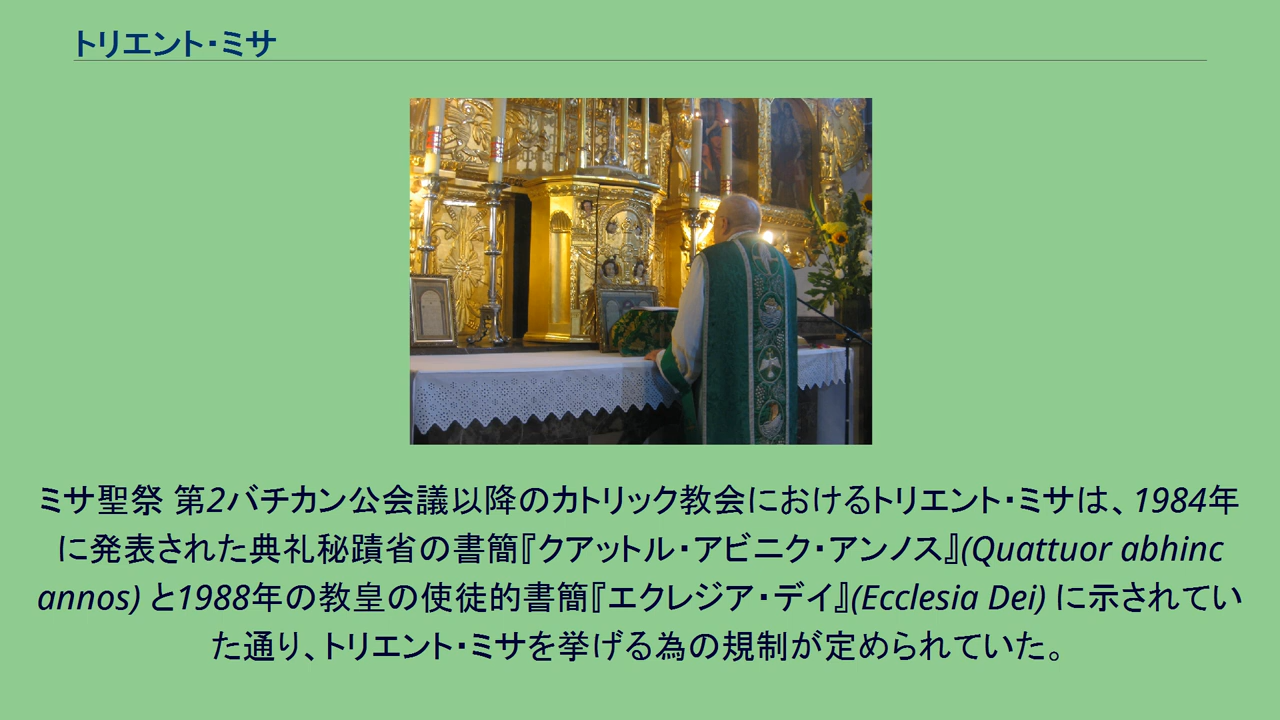 トリエント・ミサ
ミサ聖祭 第2バチカン公会議以降のカトリック教会におけるトリエント・ミサは、1984年
に発表された典礼秘蹟省の書簡『クアットル・アビニク・アンノス』(Quattuor abhinc
annos) と1988年の教皇の使徒的書簡『エクレジア・デイ』(Ecclesia Dei) に示されてい
た通り、トリエント・ミサを挙げる為の規制が定められていた。